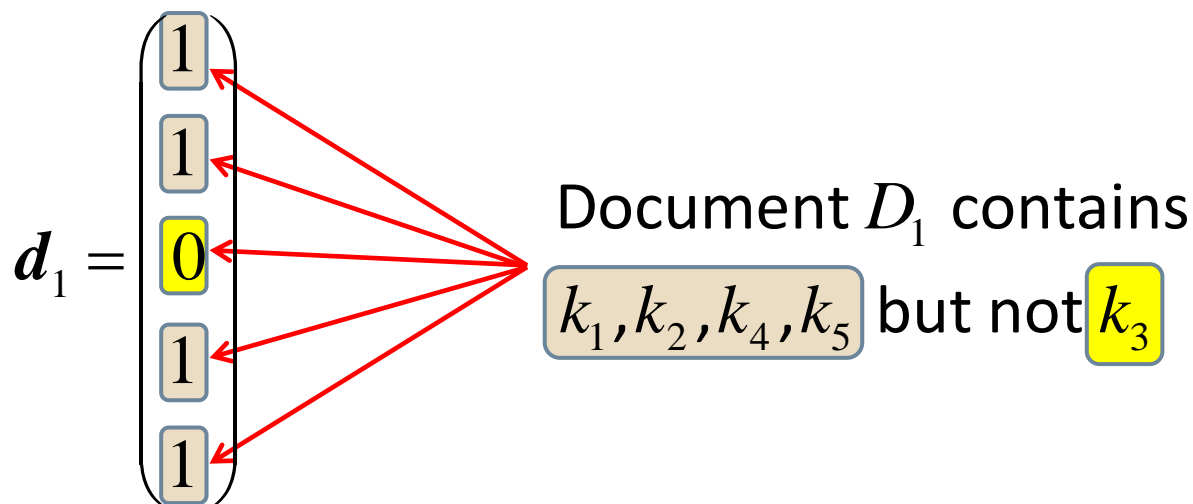 1
1
d₁ = 0
1
1
Document D₁ contains
k₁, k₂, k₄, k₅ but not k₃